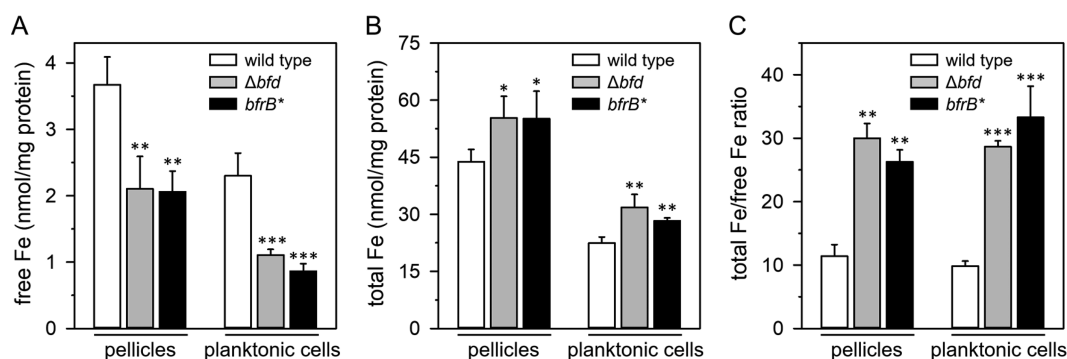 A
free Fe (nmol/mg protein)
4
3
2
1
0
wild type
Δbfd
bfrB*
**
**
***
***
pellicles
planktonic cells
B
total Fe (nmol/mg protein)
75
60
45
30
15
0
wild type
Δbfd
bfrB*
*
*
**
**
pellicles
planktonic cells
C
total Fe/free Fe ratio
40
30
20
10
0
wild type
Δbfd
bfrB*
**
**
***
***
pellicles
planktonic cells